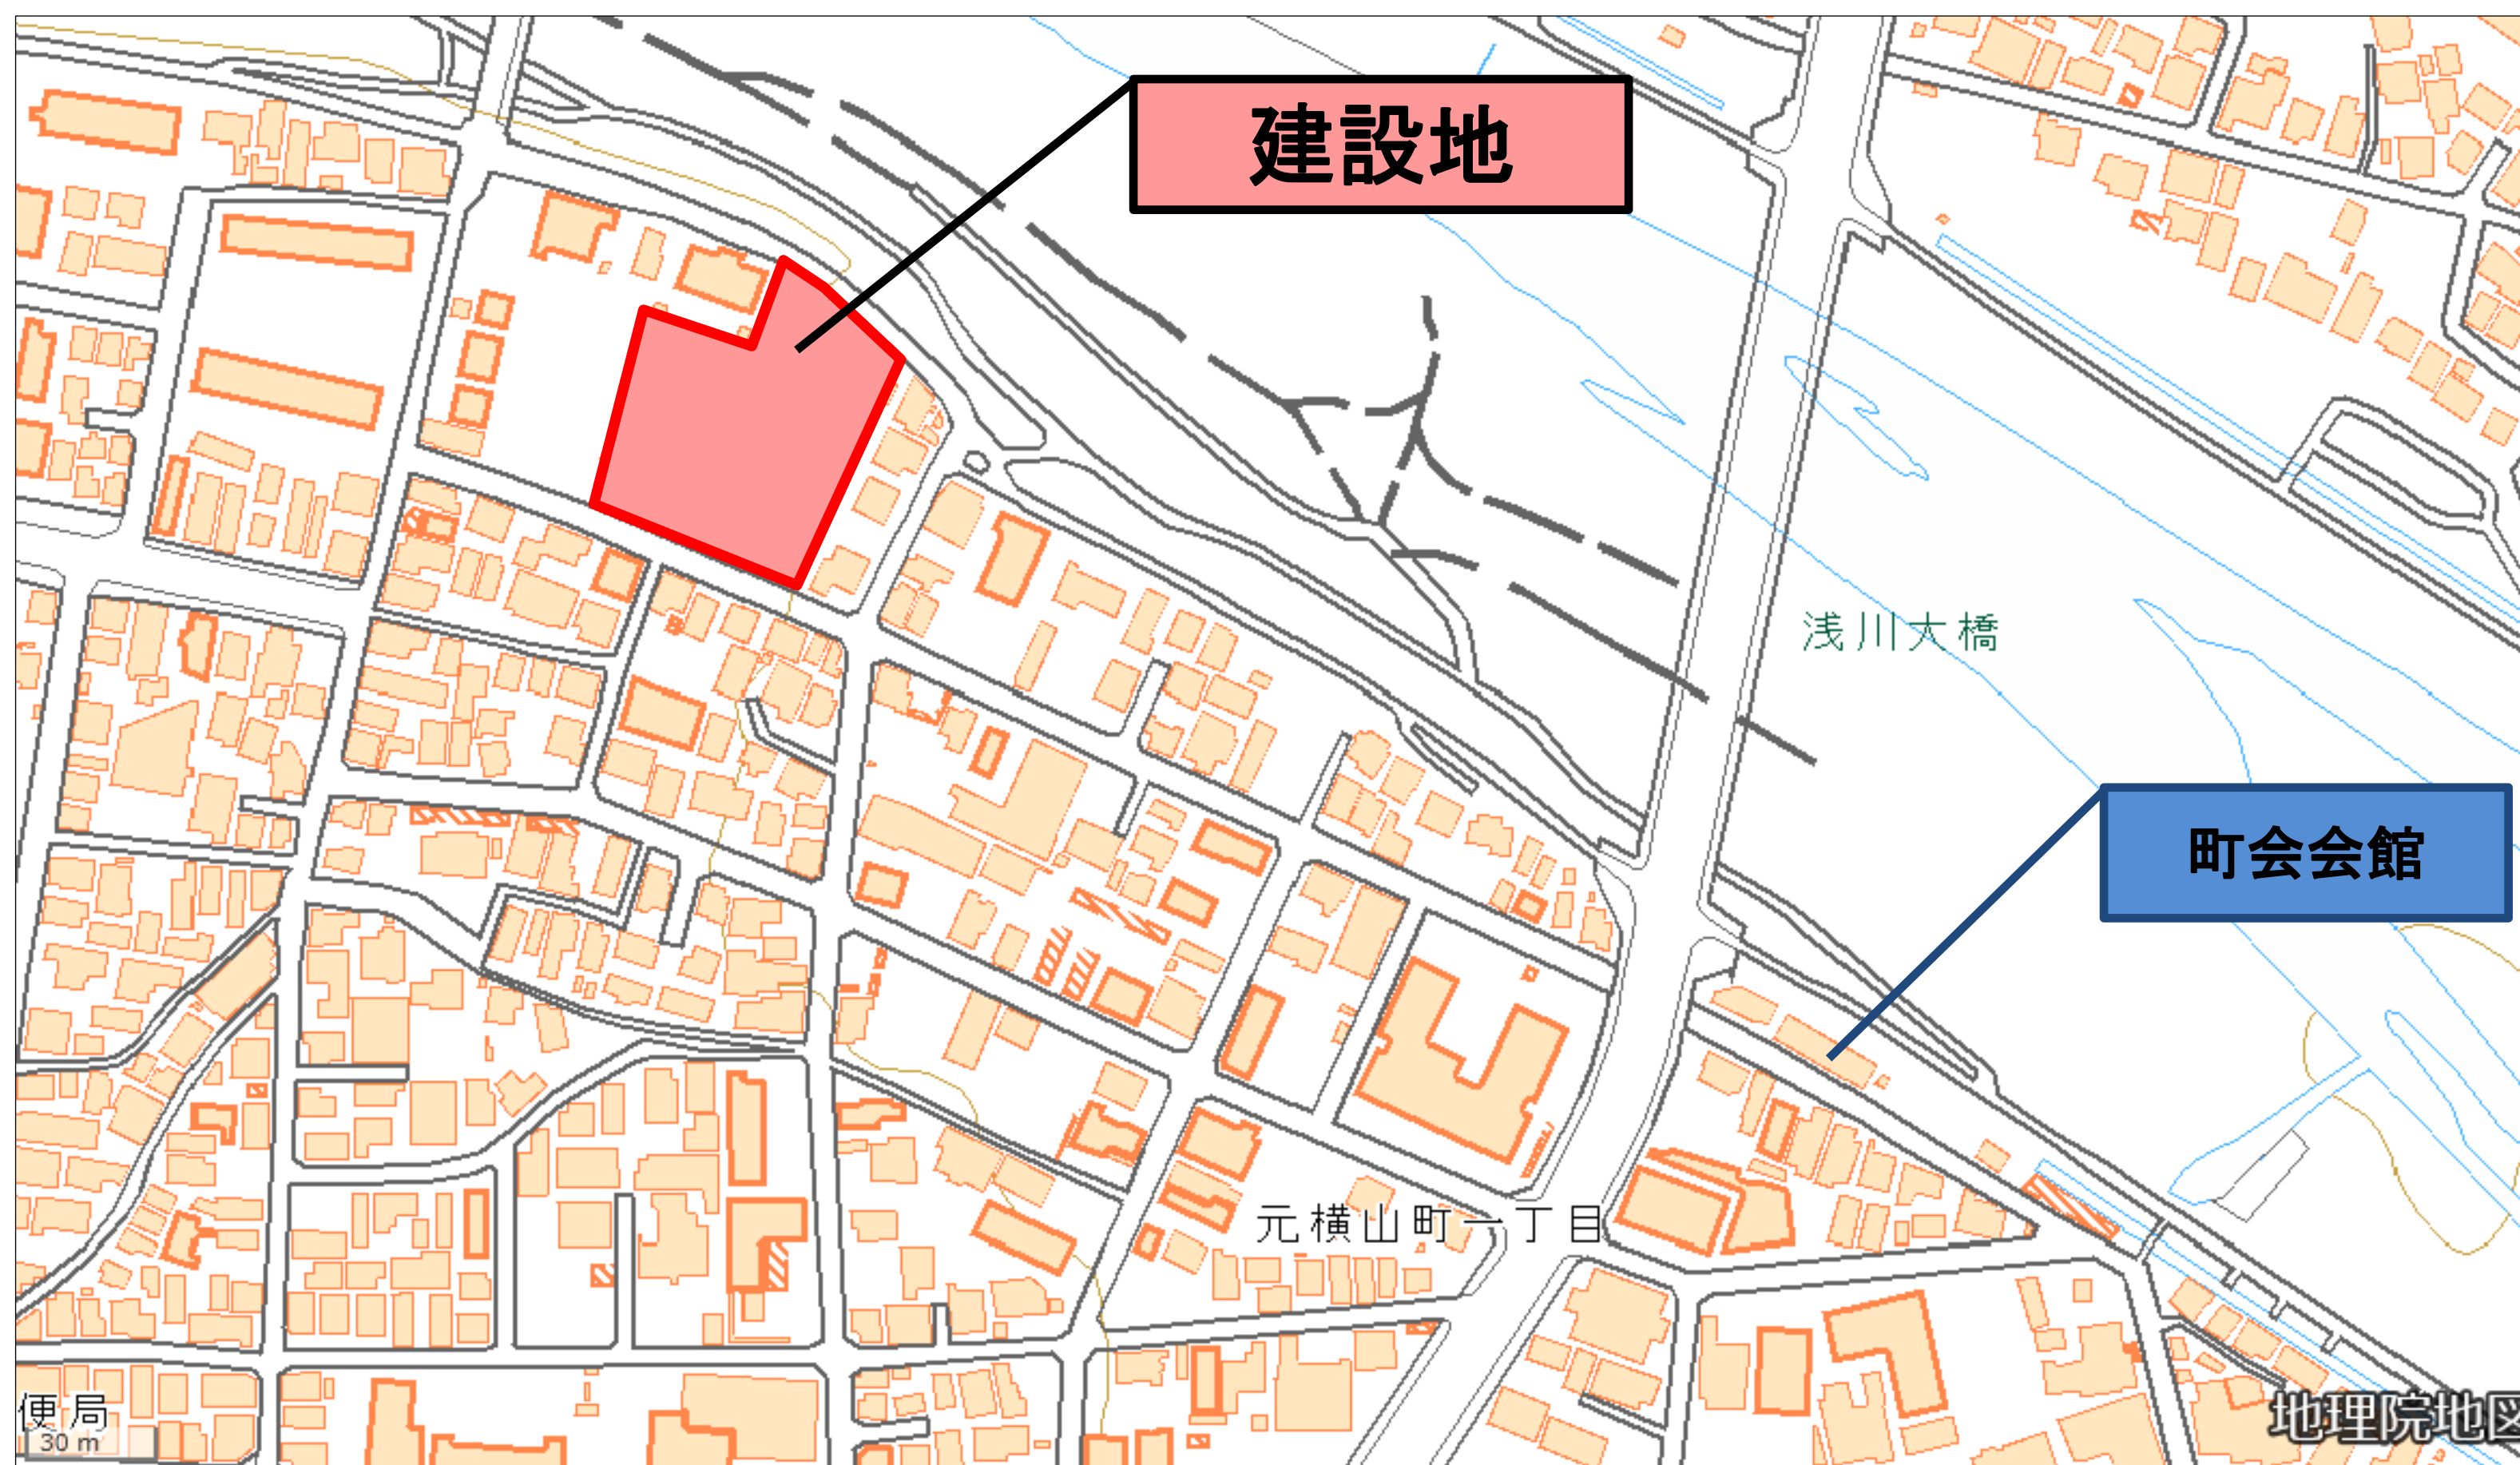 建設地
浅川大橋
町会会館
元横山町一丁目
便局
30 m
地理院地図